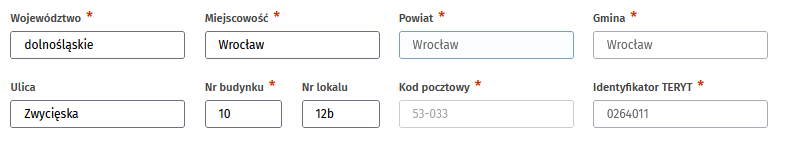 Województwo * Miejscowość * Powiat * Gmina *
dolnośląskie Wrocław Wrocław Wrocław
Ulica Nr budynku * Nr lokalu Kod pocztowy * Identyfikator TERYT *
Zwycięska 10 12b 53-033 0264011